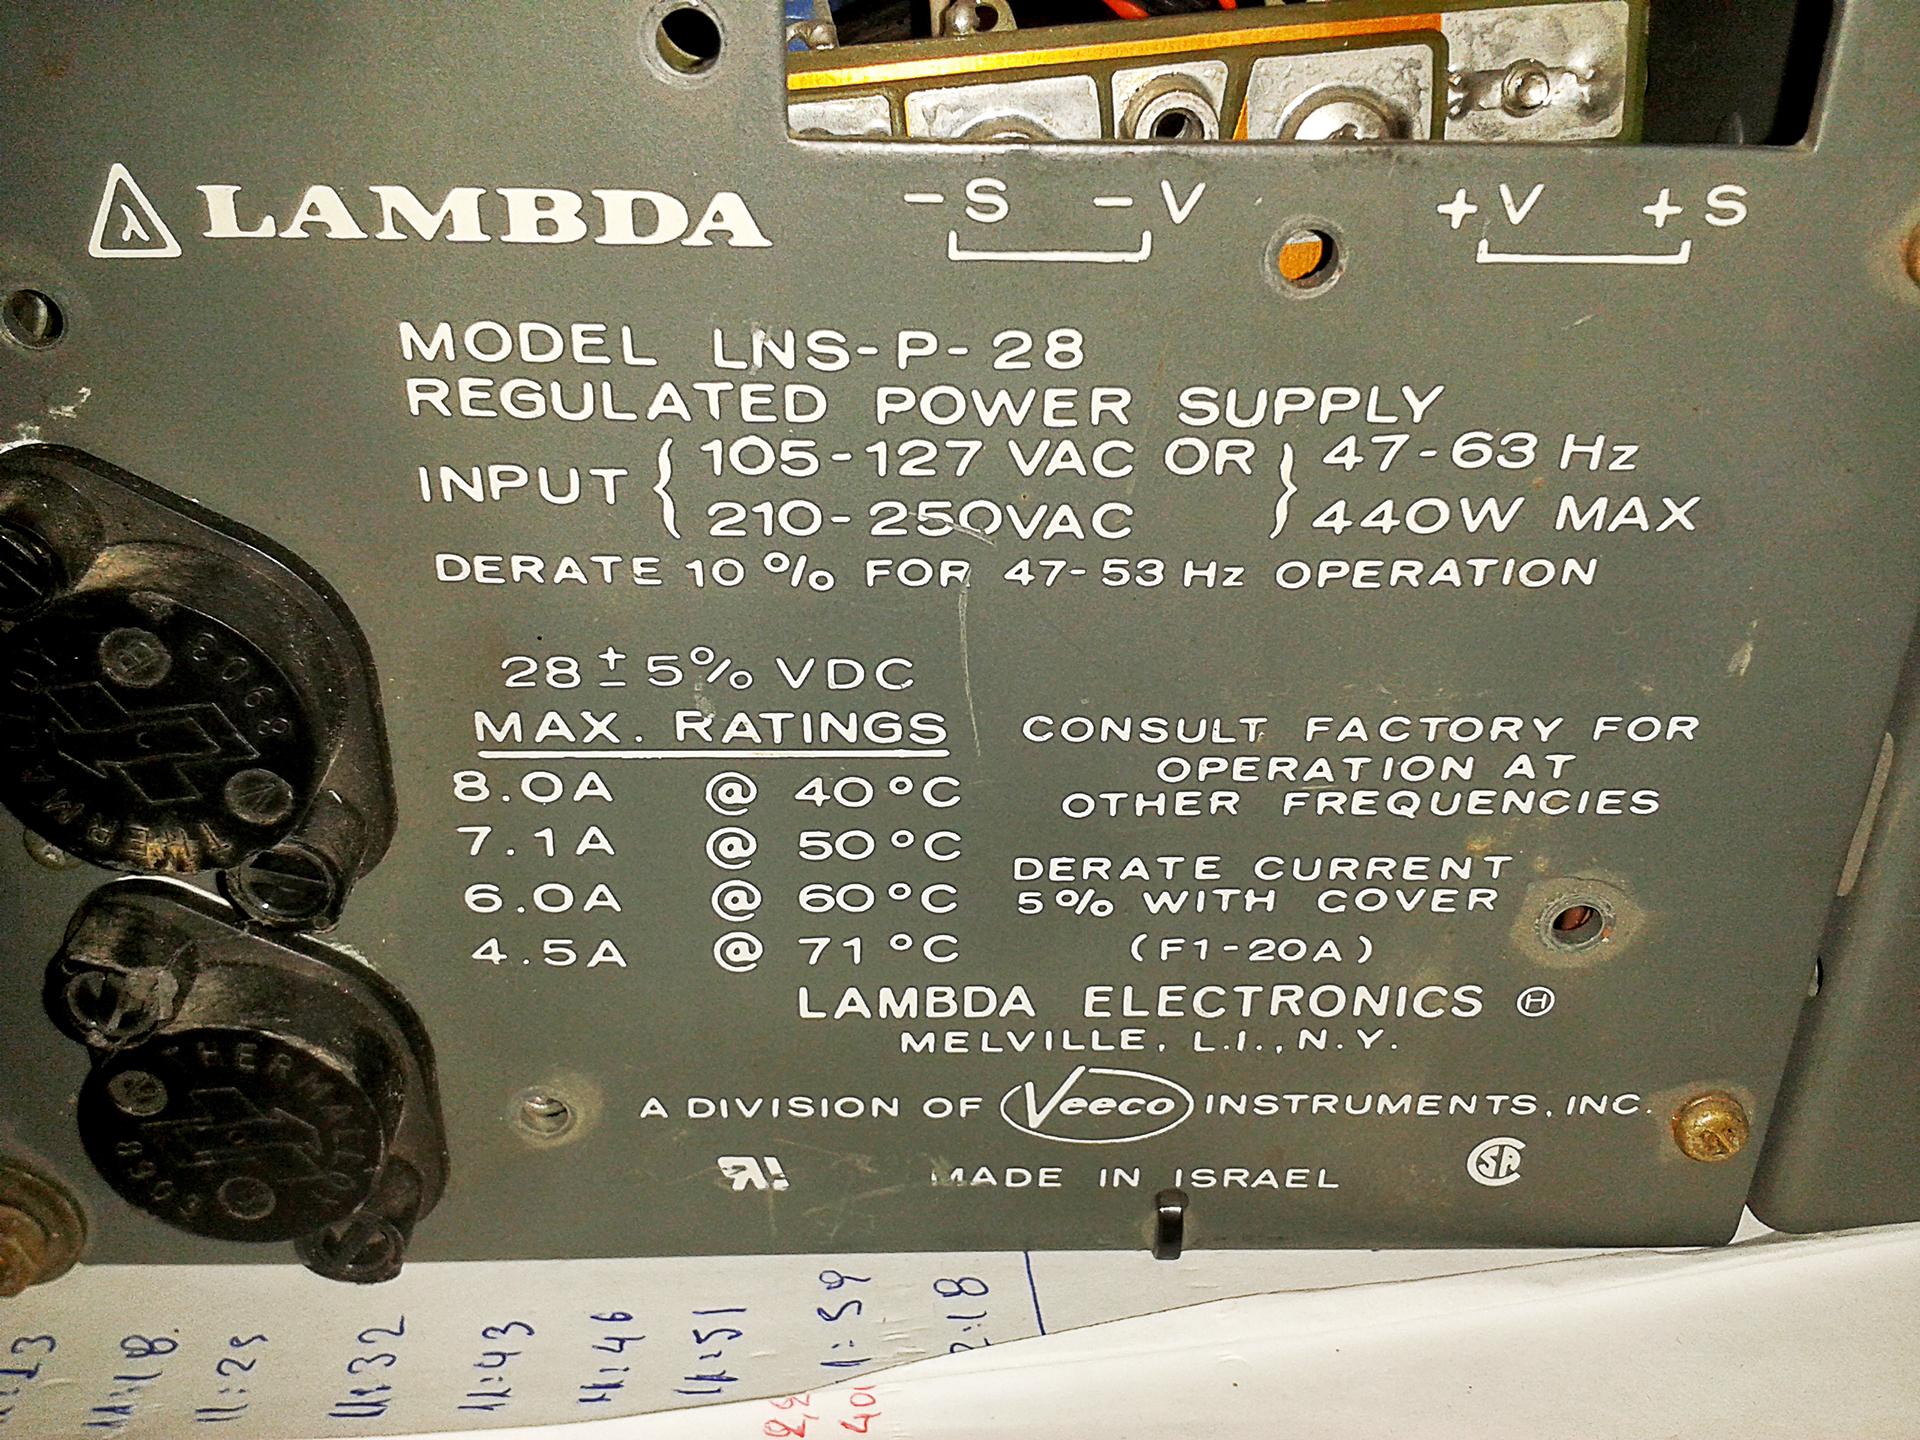 LAMBDA
-S -V +V +S
MODEL LNS-P-28
REGULATED POWER SUPPLY
INPUT { 105-127 VAC OR } 47-63 Hz
210-250VAC 440W MAX
DERATE 10% FOR 47-53 Hz OPERATION
28 ± 5% VDC
MAX. RATINGS
8.0A @ 40°C
7.1A @ 50°C
6.0A @ 60°C
4.5A @ 71°C
CONSULT FACTORY FOR
OPERATION AT
OTHER FREQUENCIES
DERATE CURRENT
5% WITH COVER
(F1-20A)
LAMBDA ELECTRONICS Ⓗ
MELVILLE, L.I., N.Y.
A DIVISION OF Veeco INSTRUMENTS, INC.
MADE IN ISRAEL
8903
THERMALLOY
8068
11:18
11:25
11:32
11:43
11:46
11:51